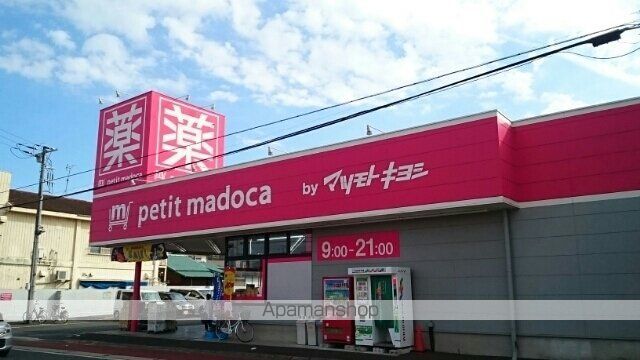 薬 薬
petit madoca
m petit madoca by マツモトキヨシ
9:00-21:00
Apamanshop